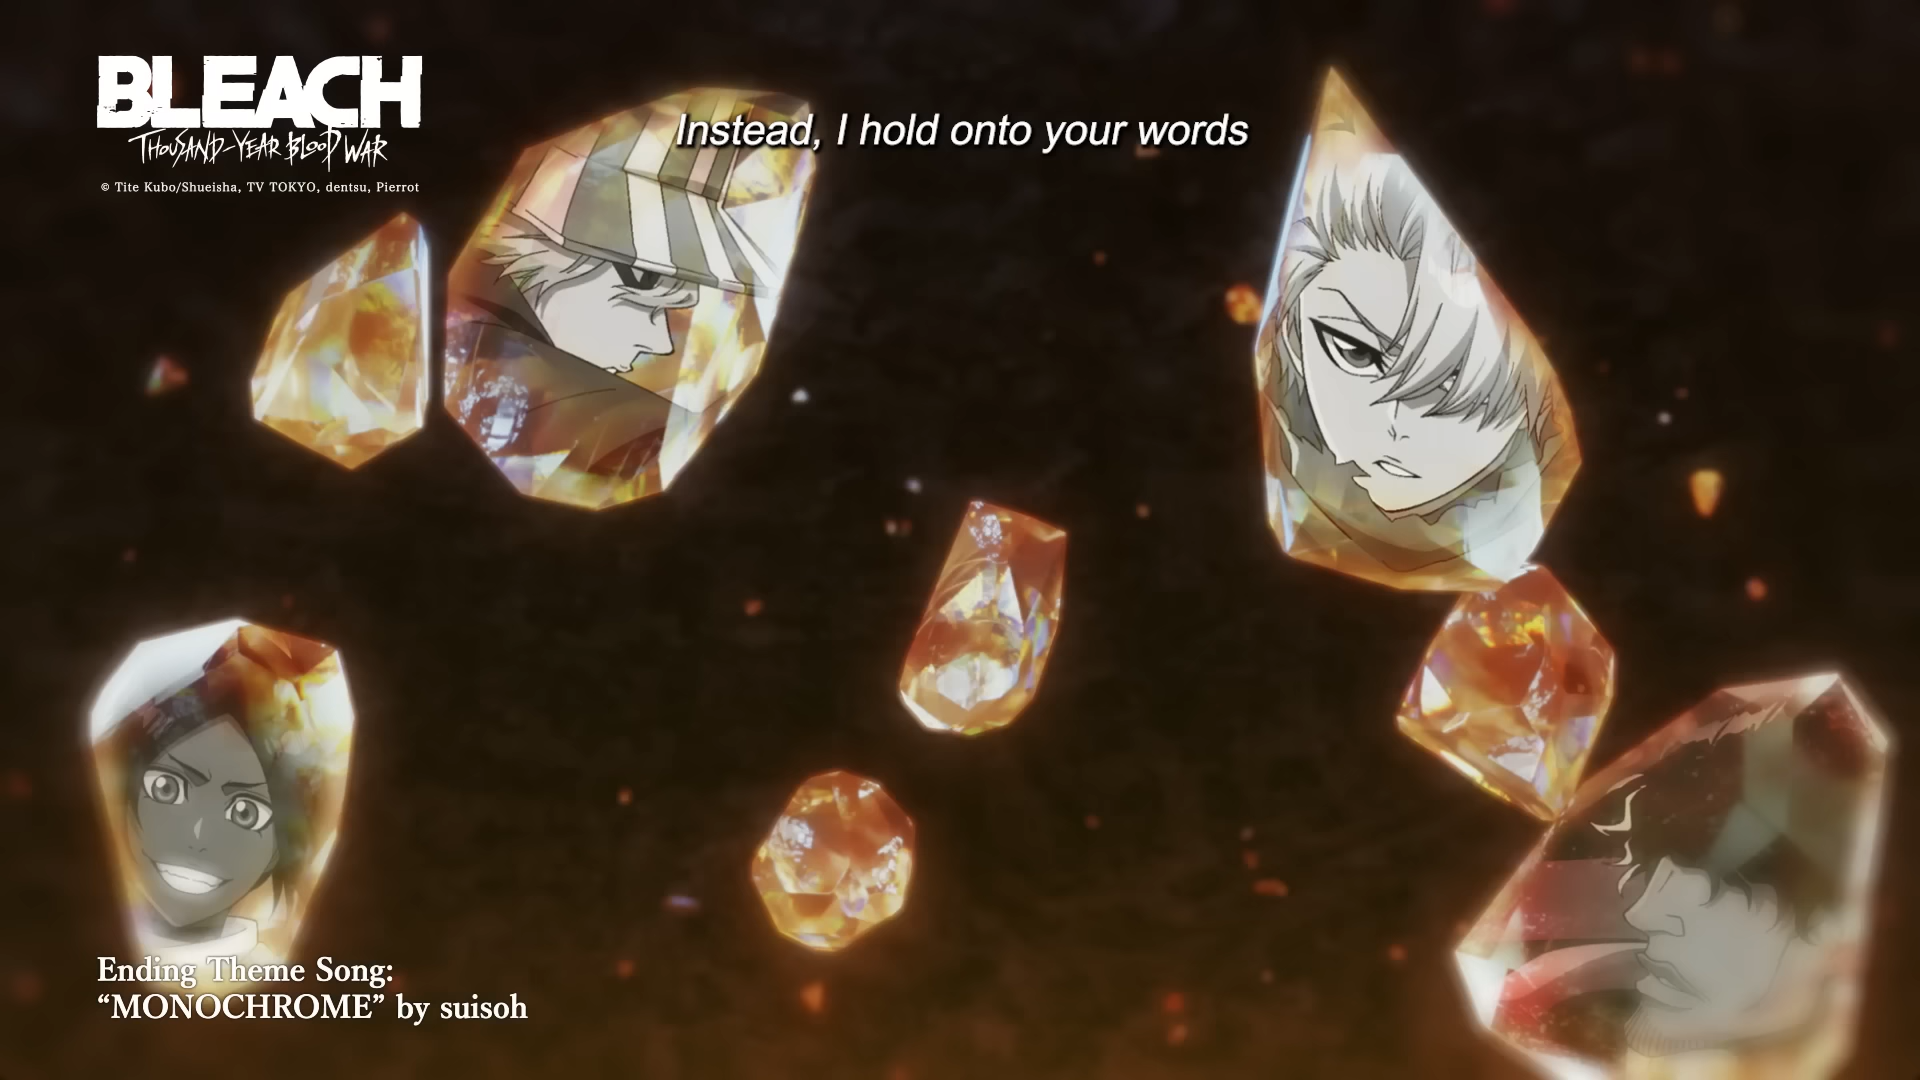 BLEACH
THOUSAND-YEAR BLOOD WAR
© Tite Kubo/Shueisha, TV TOKYO, dentsu, Pierrot
Instead, I hold onto your words
Ending Theme Song:
“MONOCHROME” by suisoh